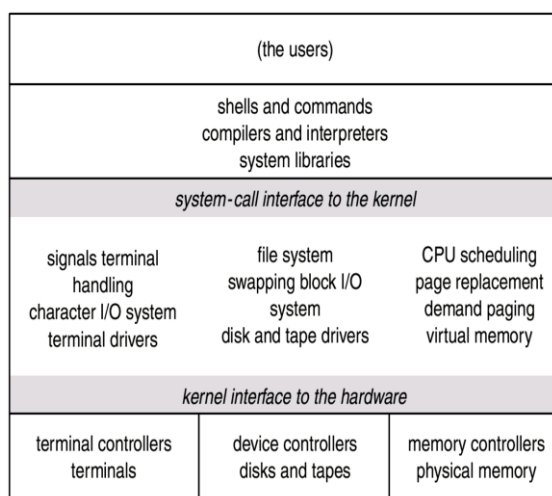 (the users)
shells and commands
compilers and interpreters
system libraries
system-call interface to the kernel
signals terminal
handling
character I/O system
terminal drivers
file system
swapping block I/O
system
disk and tape drivers
CPU scheduling
page replacement
demand paging
virtual memory
kernel interface to the hardware
terminal controllers
terminals
device controllers
disks and tapes
memory controllers
physical memory